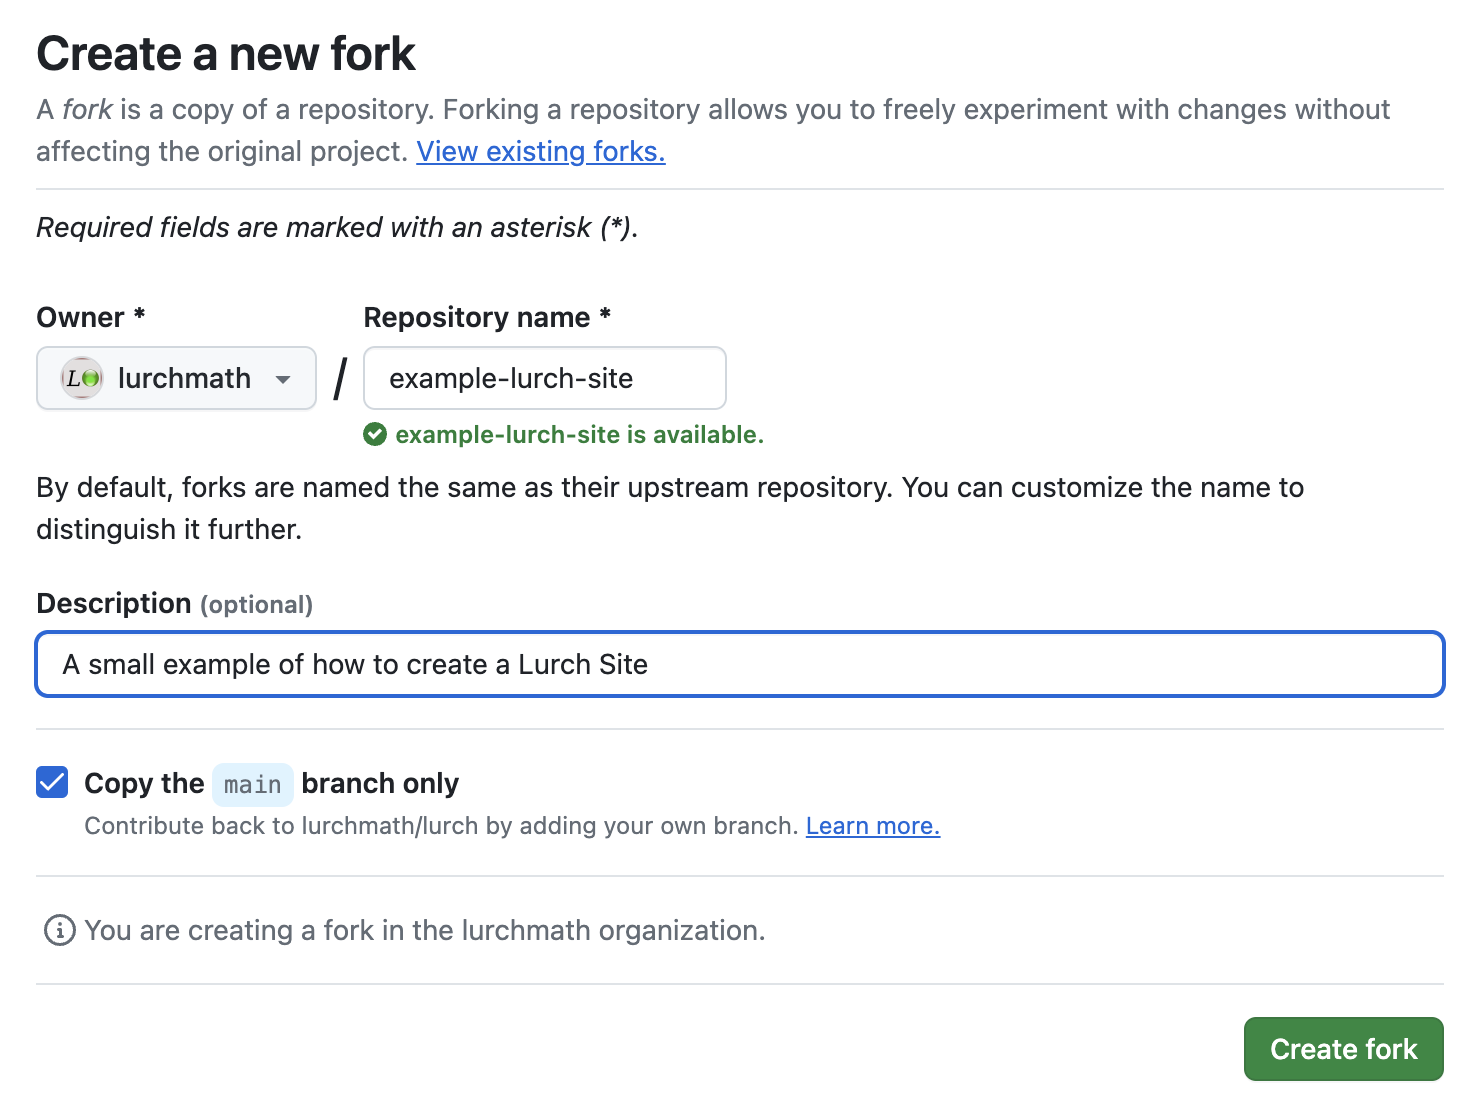 Create a new fork
A fork is a copy of a repository. Forking a repository allows you to freely experiment with changes without
affecting the original project. View existing forks.
Required fields are marked with an asterisk (*).
Owner * Repository name *
L lurchmath / example-lurch-site
example-lurch-site is available.
By default, forks are named the same as their upstream repository. You can customize the name to
distinguish it further.
Description (optional)
A small example of how to create a Lurch Site
Copy the main branch only
Contribute back to lurchmath/lurch by adding your own branch. Learn more.
You are creating a fork in the lurchmath organization.
Create fork